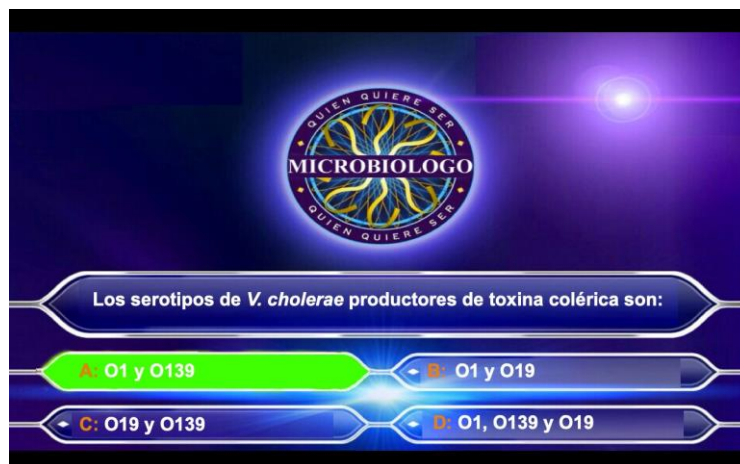 QUIEN QUIERE SER
MICROBIOLOGO
QUIEN QUIERE SER
Los serotipos de V. cholerae productores de toxina colérica son:
A: O1 y O139
B: O1 y O19
C: O19 y O139
D: O1, O139 y O19